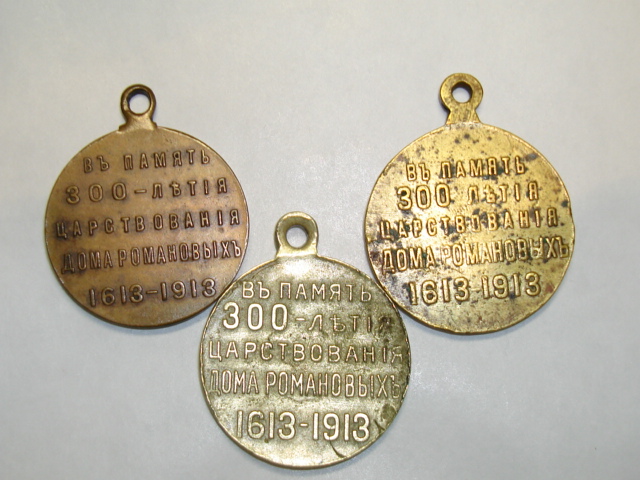 ВЪ ПАМЯТЬ
300-ЛѢТІЯ
ЦАРСТВОВАНІЯ
ДОМА РОМАНОВЫХЪ
1613-1913
ВЪ ПАМЯТЬ
300-ЛѢТІЯ
ЦАРСТВОВАНІЯ
ДОМА РОМАНОВЫХЪ
1613-1913
ВЪ ПАМЯТЬ
300 ЛѢТІЯ
ЦАРСТВОВАНІЯ
ДОМА РОМАНОВЫХЪ
1613-1913